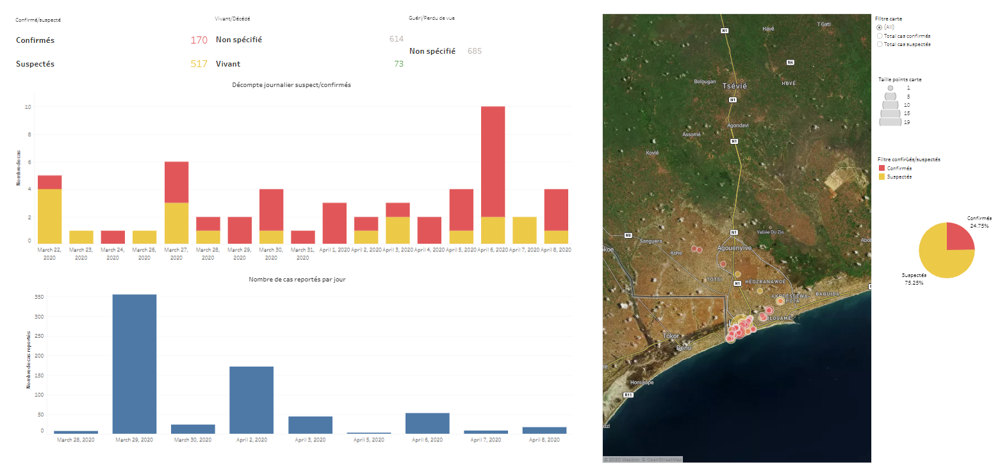 Confirmé/suspecté
Confirmés 170
Suspectés 517
Vivant/Décédé
Non spécifié 614
Vivant 73
Guéri/Perdu de vue
Non spécifié 685
Décompte journalier suspect/confirmés
Nombre de cas
10
8
6
4
2
0
March 22, 2020
March 23, 2020
March 24, 2020
March 26, 2020
March 27, 2020
March 28, 2020
March 29, 2020
March 30, 2020
March 31, 2020
April 1, 2020
April 2, 2020
April 3, 2020
April 4, 2020
April 5, 2020
April 6, 2020
April 7, 2020
April 8, 2020
Nombre de cas reportés par jour
Nombre de cas reportés
350
300
250
200
150
100
50
0
March 28, 2020
March 29, 2020
March 30, 2020
April 2, 2020
April 3, 2020
April 5, 2020
April 6, 2020
April 7, 2020
April 8, 2020
N1
Havé
T Gati
N4
Bolougan
Tsévié
HOVÉ
N1
Agondavi
Assomé
N1
Kovlé
N1
Vallée Du Zio
N5
Sanguera
Agouenyive
Kohe
TOTSI
N1
HEDZRANAWOE
BAGUIDA
BLOGAME
Tokor
Denu
Honukope
R11
© 2020 Mapbox © OpenStreetMap
Filtre carte
(All)
Total cas confirmés
Total cas suspectés
Taille points carte
1
5
10
15
19
Filtre confirùés/suspectés
Confirmés
Suspectés
Confirmés
24.75%
Suspectés
75.25%